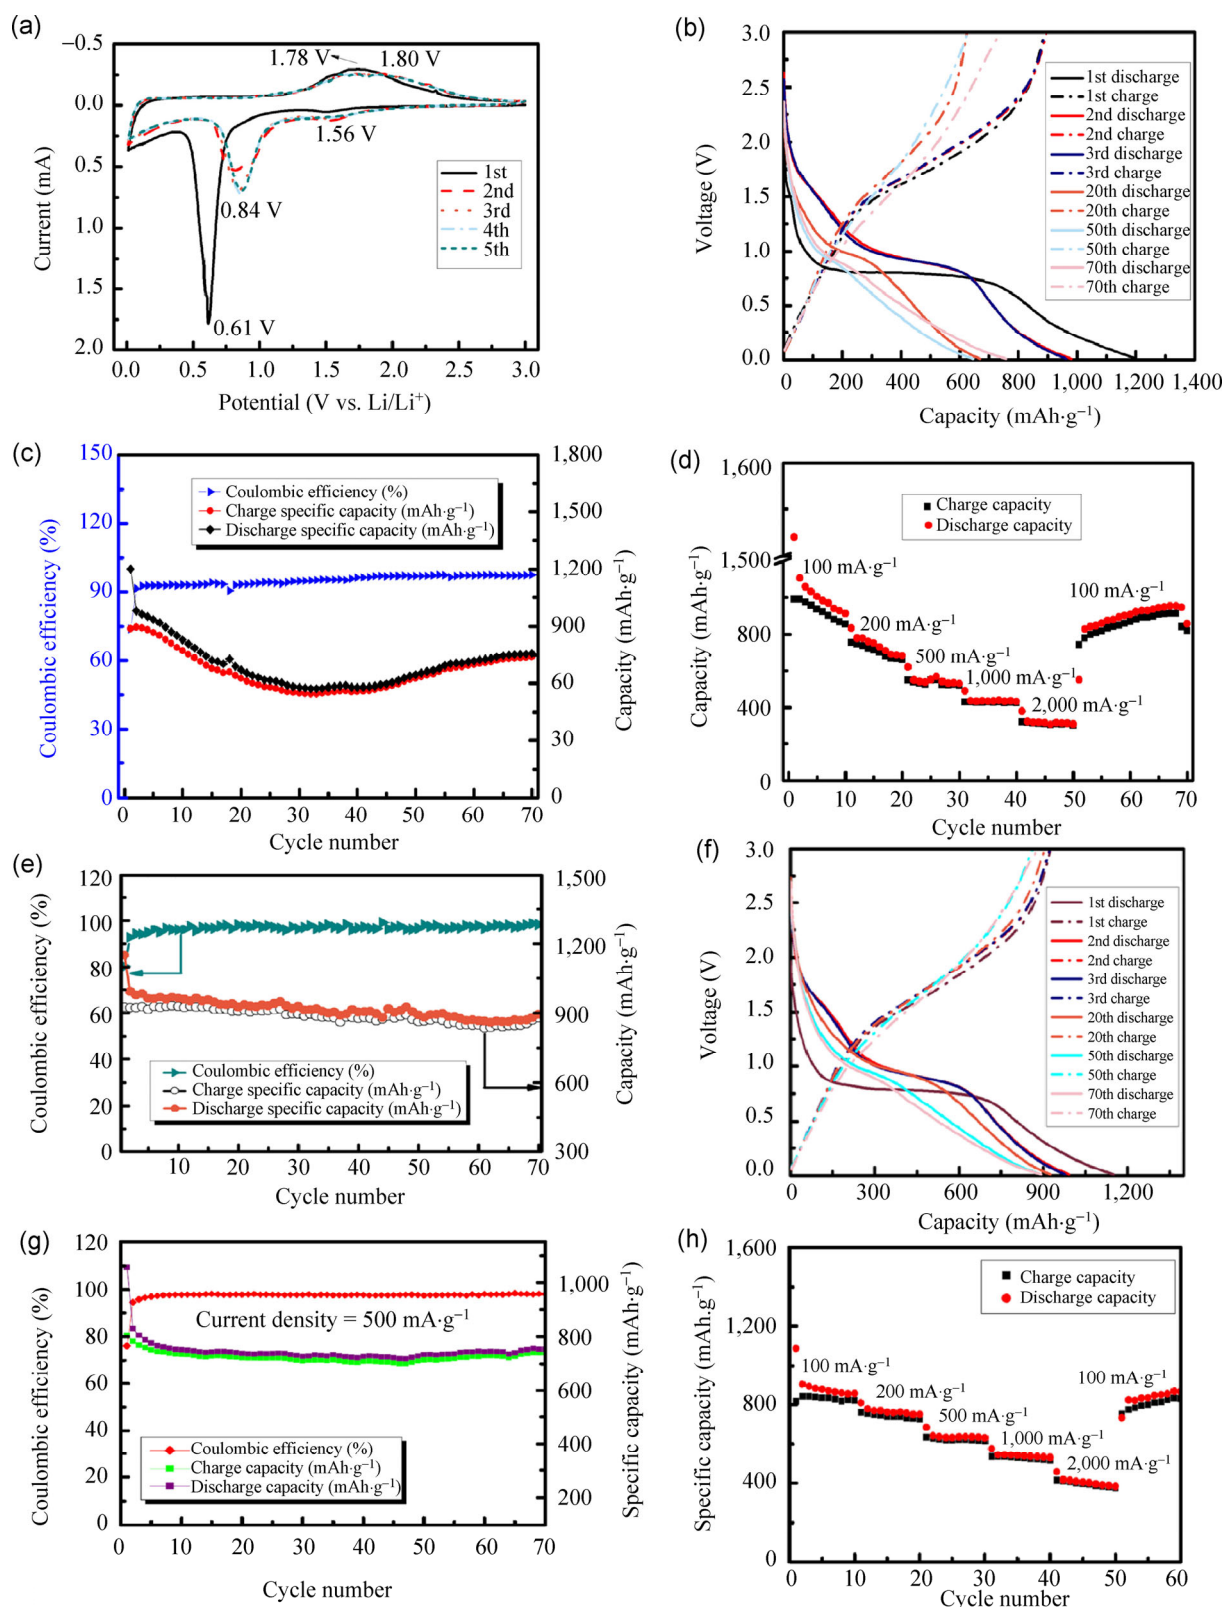 (a)
−0.5
0.0
0.5
1.0
1.5
2.0
Current (mA)
1.78 V
1.80 V
1.56 V
0.84 V
0.61 V
1st
2nd
3rd
4th
5th
0.0 0.5 1.0 1.5 2.0 2.5 3.0
Potential (V vs. Li/Li⁺)
(b)
3.0
2.5
2.0
1.5
1.0
0.5
0.0
Voltage (V)
1st discharge
1st charge
2nd discharge
2nd charge
3rd discharge
3rd charge
20th discharge
20th charge
50th discharge
50th charge
70th discharge
70th charge
0 200 400 600 800 1,000 1,200 1,400
Capacity (mAh·g⁻¹)
(c)
150
120
90
60
30
0
Coulombic efficiency (%)
Coulombic efficiency (%)
Charge specific capacity (mAh·g⁻¹)
Discharge specific capacity (mAh·g⁻¹)
1,800
1,500
1,200
900
600
300
0
Capacity (mAh·g⁻¹)
0 10 20 30 40 50 60 70
Cycle number
(d)
1,600
1,500
800
400
0
Capacity (mAh·g⁻¹)
Charge capacity
Discharge capacity
100 mA·g⁻¹
200 mA·g⁻¹
500 mA·g⁻¹
1,000 mA·g⁻¹
2,000 mA·g⁻¹
100 mA·g⁻¹
0 10 20 30 40 50 60 70
Cycle number
(e)
120
100
80
60
40
20
0
Coulombic efficiency (%)
Coulombic efficiency (%)
Charge specific capacity (mAh·g⁻¹)
Discharge specific capacity (mAh·g⁻¹)
1,500
1,200
900
600
300
Capacity (mAh·g⁻¹)
10 20 30 40 50 60 70
Cycle number
(f)
3.0
2.5
2.0
1.5
1.0
0.5
0.0
Voltage (V)
1st discharge
1st charge
2nd discharge
2nd charge
3rd discharge
3rd charge
20th discharge
20th charge
50th discharge
50th charge
70th discharge
70th charge
0 300 600 900 1,200
Capacity (mAh·g⁻¹)
(g)
120
100
80
60
40
20
0
Coulombic efficiency (%)
Current density = 500 mA·g⁻¹
Coulombic efficiency (%)
Charge capacity (mAh·g⁻¹)
Discharge capacity (mAh·g⁻¹)
1,000
800
600
400
200
Specific capacity (mAh·g⁻¹)
0 10 20 30 40 50 60 70
Cycle number
(h)
1,600
1,200
800
400
0
Specific capacity (mAh.g⁻¹)
Charge capacity
Discharge capacity
100 mA·g⁻¹
200 mA·g⁻¹
500 mA·g⁻¹
1,000 mA·g⁻¹
2,000 mA·g⁻¹
100 mA·g⁻¹
0 10 20 30 40 50 60
Cycle number